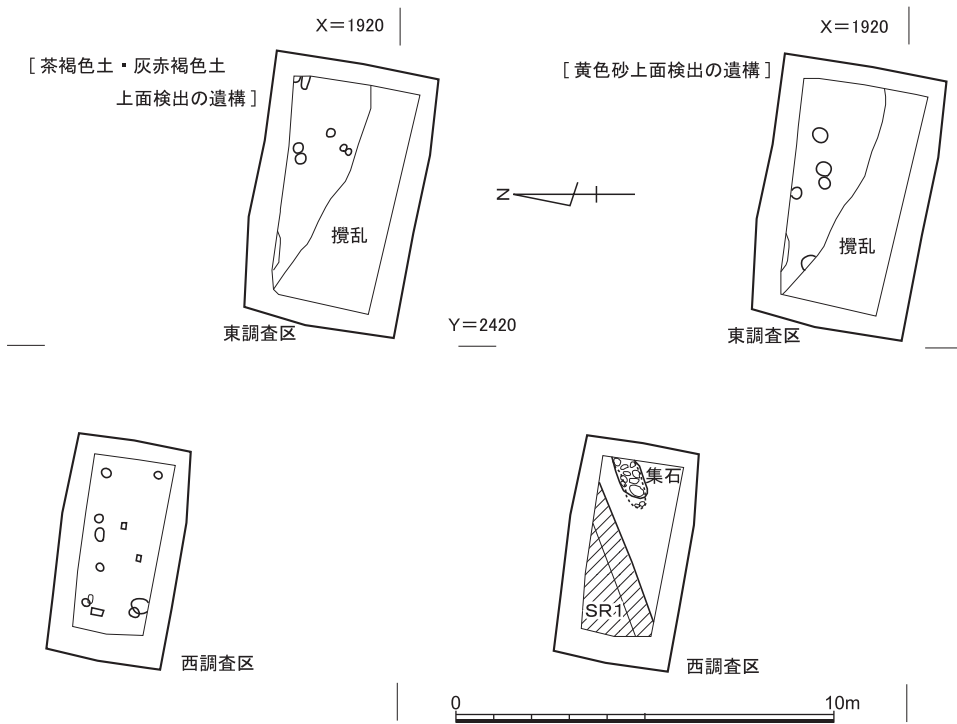 X=1920
[茶褐色土・灰赤褐色土
上面検出の遺構]
攪乱
東調査区
N
Y=2420
X=1920
[黄色砂上面検出の遺構]
攪乱
東調査区
西調査区
集石
SR1
西調査区
0
10m